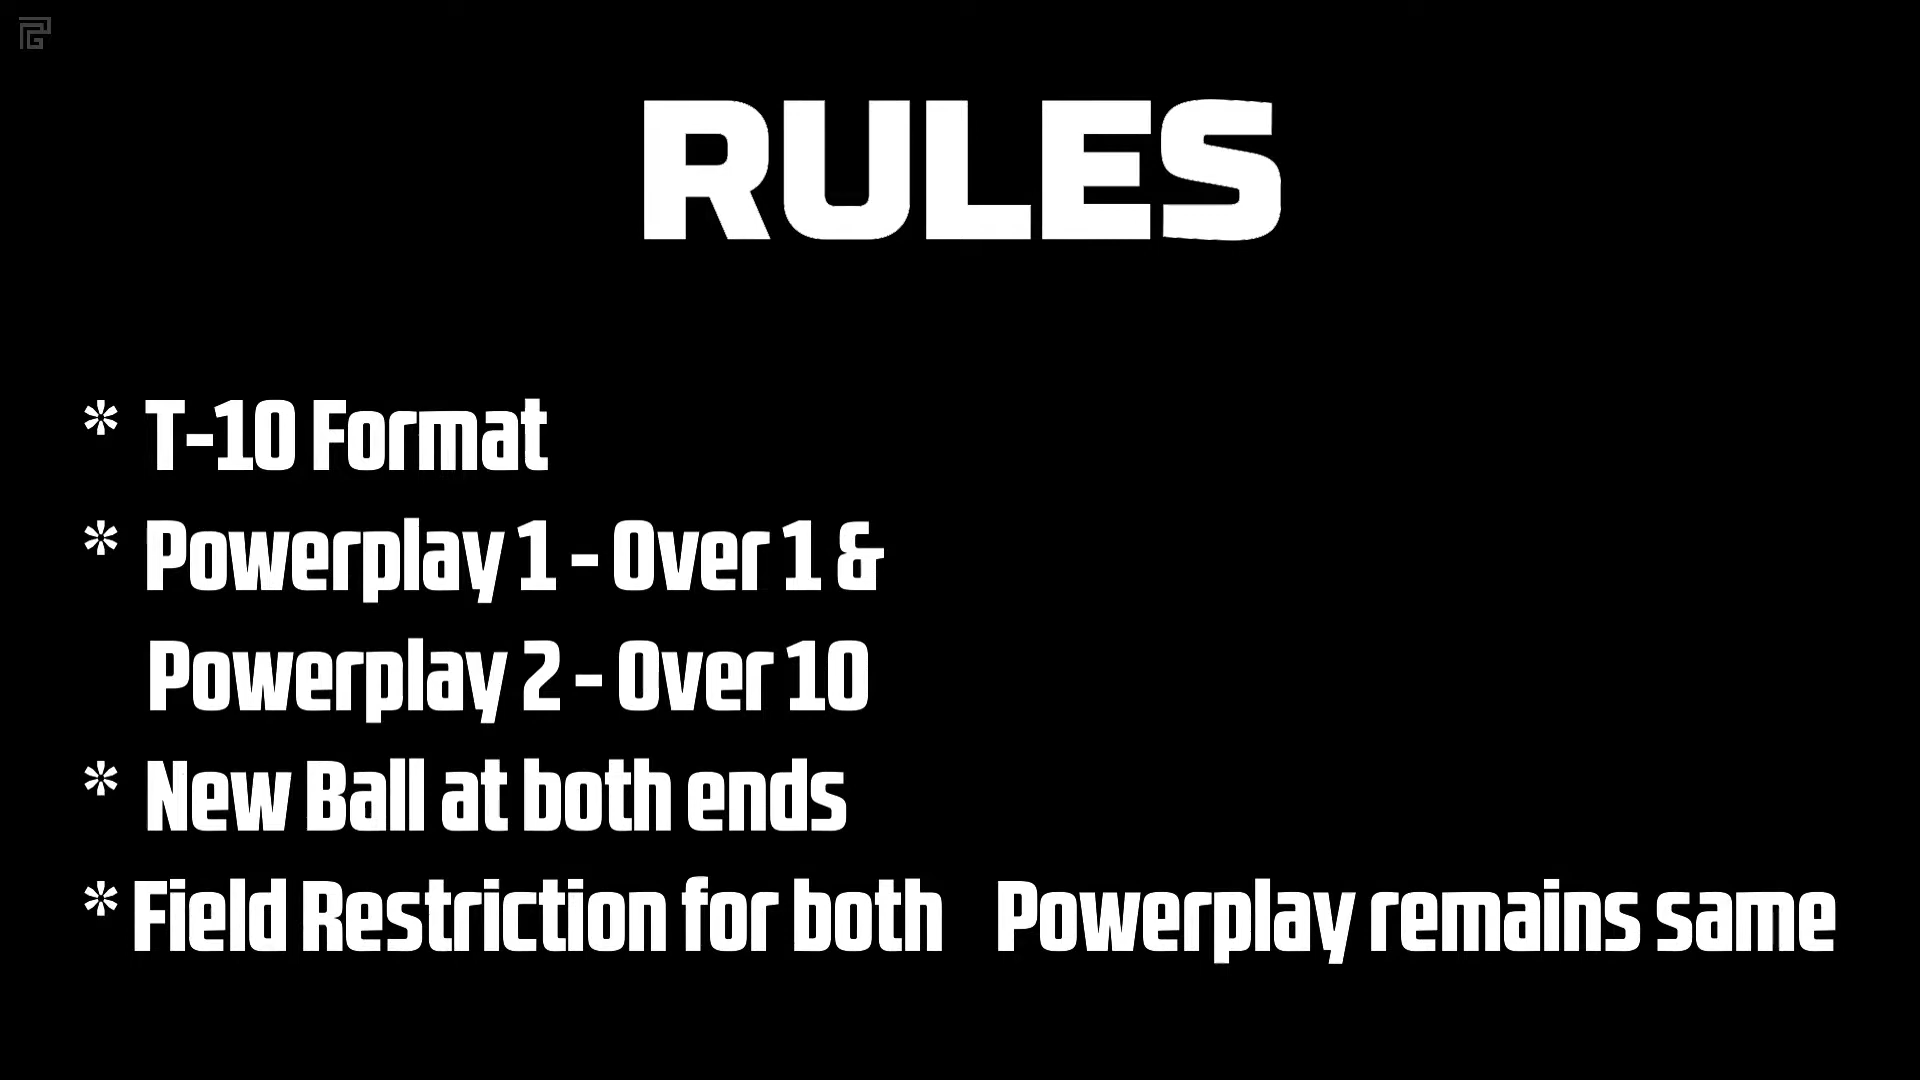 RULES
* T-10 Format
* Powerplay 1 - Over 1 &
Powerplay 2 - Over 10
* New Ball at both ends
* Field Restriction for both Powerplay remains same